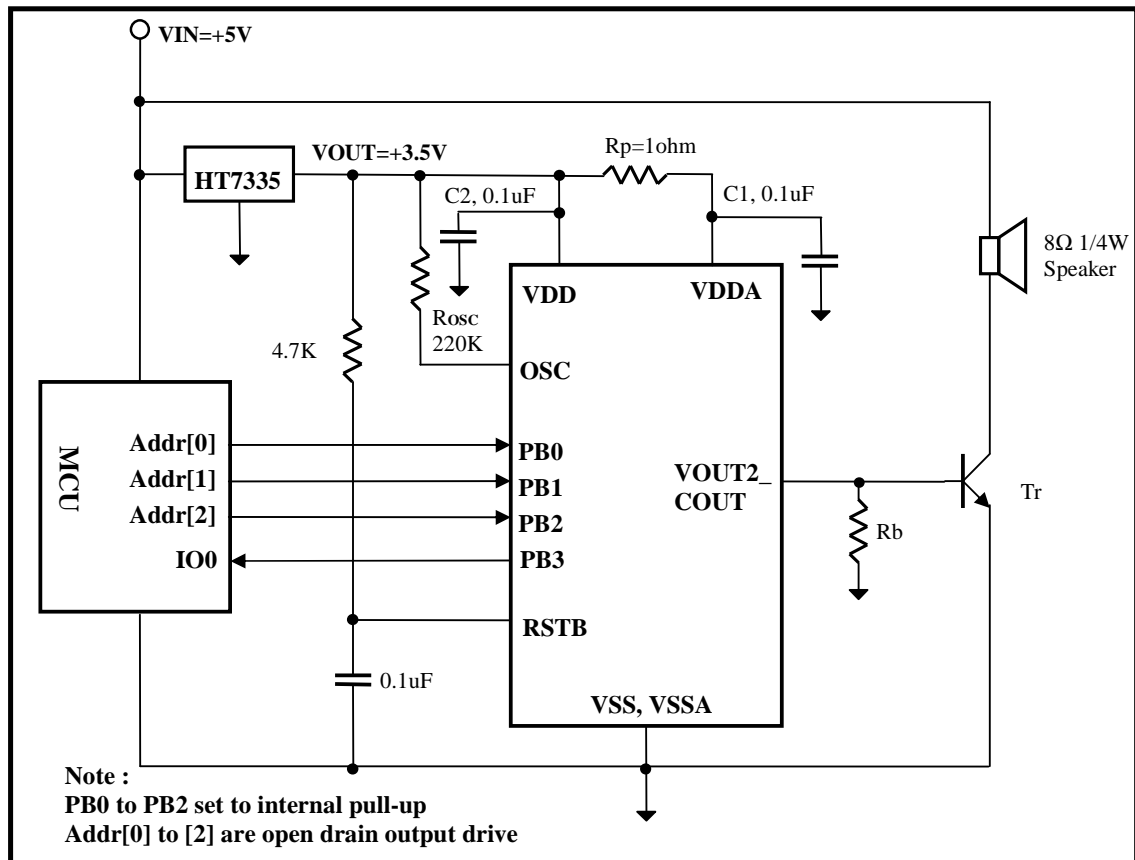 VIN=+5V
HT7335
VOUT=+3.5V
Rp=1ohm
C2, 0.1uF
C1, 0.1uF
8Ω 1/4W
Speaker
VDD
VDDA
Rosc
220K
4.7K
OSC
MCU
Addr[0]
Addr[1]
Addr[2]
IO0
PB0
PB1
PB2
PB3
RSTB
VOUT2_
COUT
Tr
Rb
0.1uF
VSS, VSSA
Note :
PB0 to PB2 set to internal pull-up
Addr[0] to [2] are open drain output drive